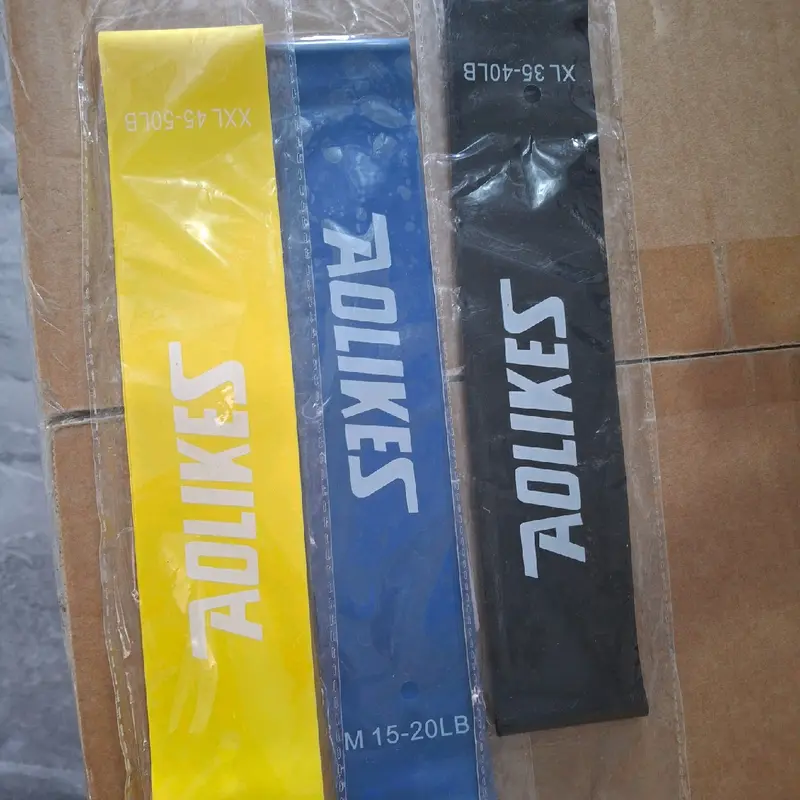 XXL 45-50LB
AOLIKES
AOLIKES
M 15-20LB
XL 35-40LB
AOLIKES